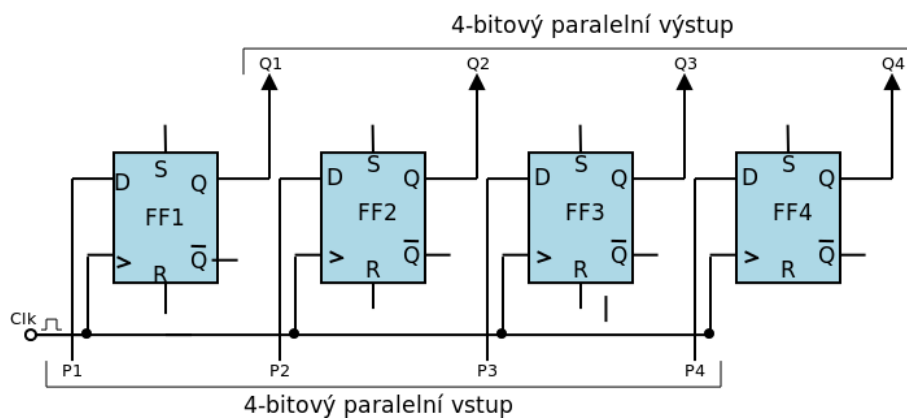 4-bitový paralelní výstup
Q1 Q2 Q3 Q4
S S S S
D Q D Q D Q D Q
FF1 FF2 FF3 FF4
> Q̅ > Q̅ > Q̅ > Q̅
R R R R
Clk
P1 P2 P3 P4
4-bitový paralelní vstup